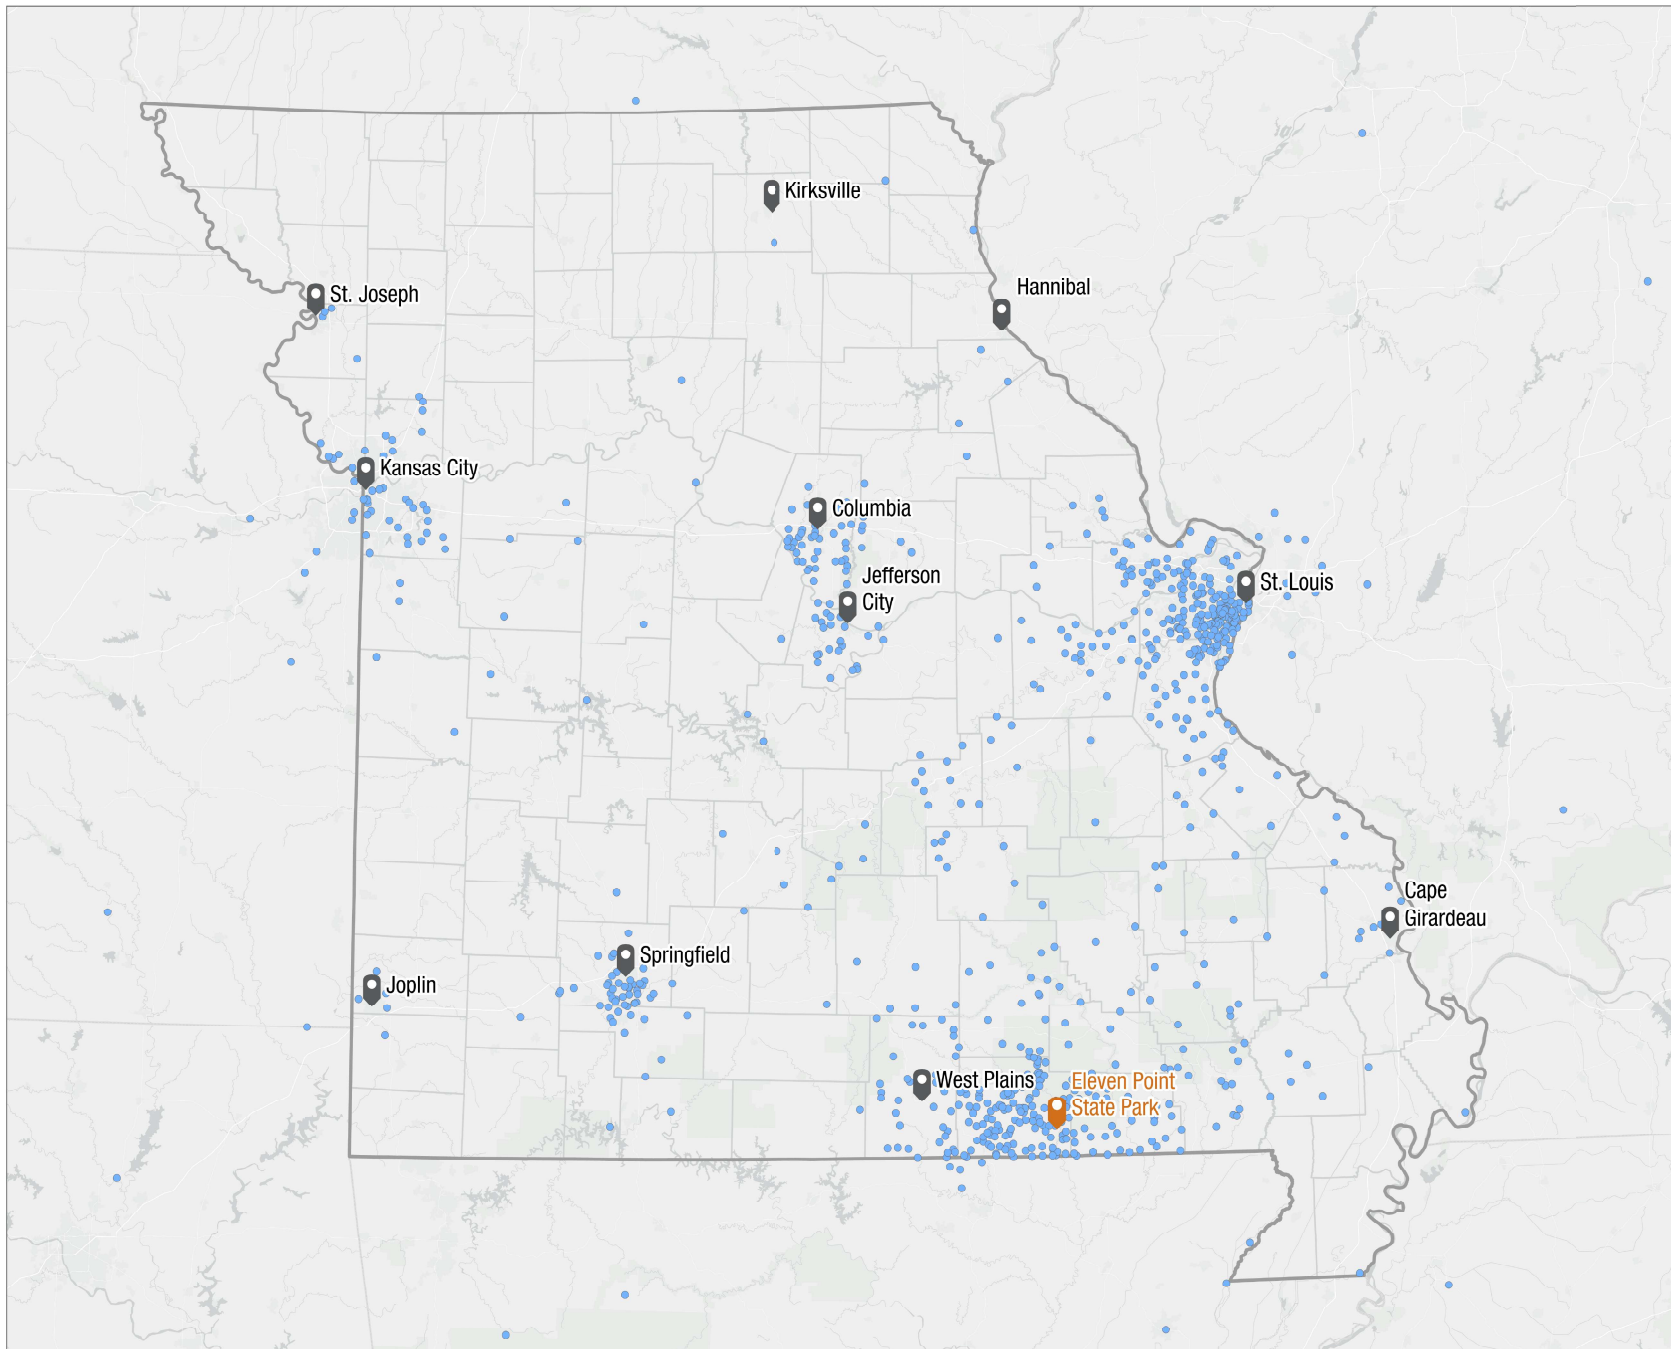 Kirksville
St. Joseph
Hannibal
Kansas City
Columbia
Jefferson
City
St. Louis
Cape
Girardeau
Springfield
Joplin
West Plains
Eleven Point
State Park